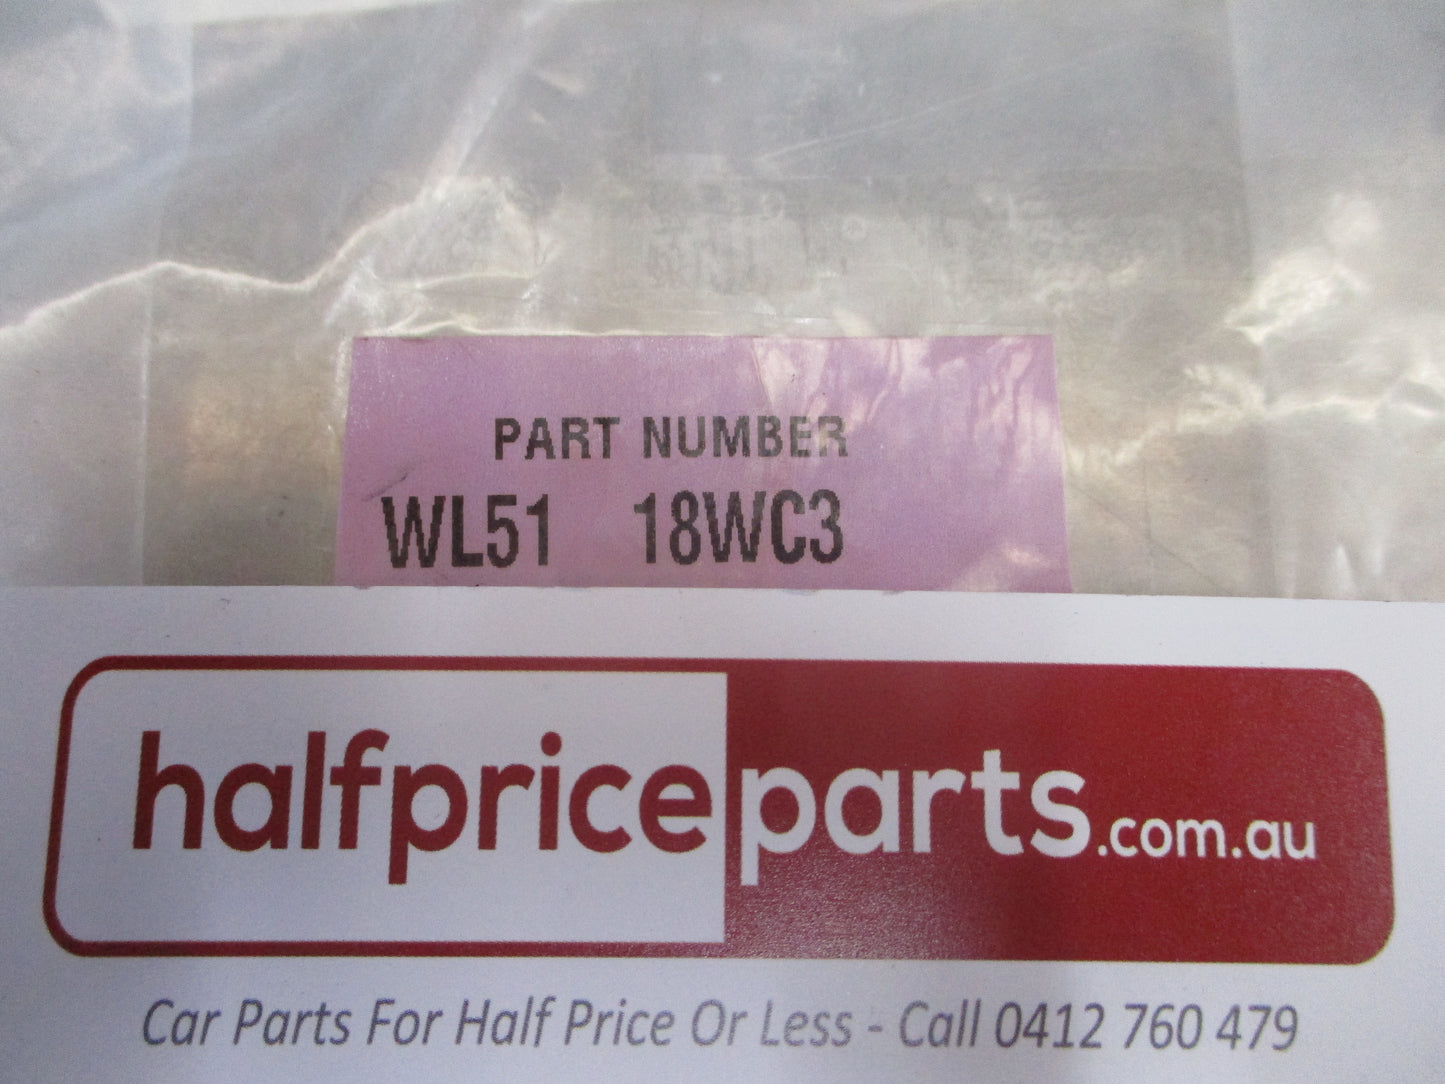 PART NUMBER
WL51 18WC3
halfpriceparts.com.au
Car Parts For Half Price Or Less - Call 0412 760 479